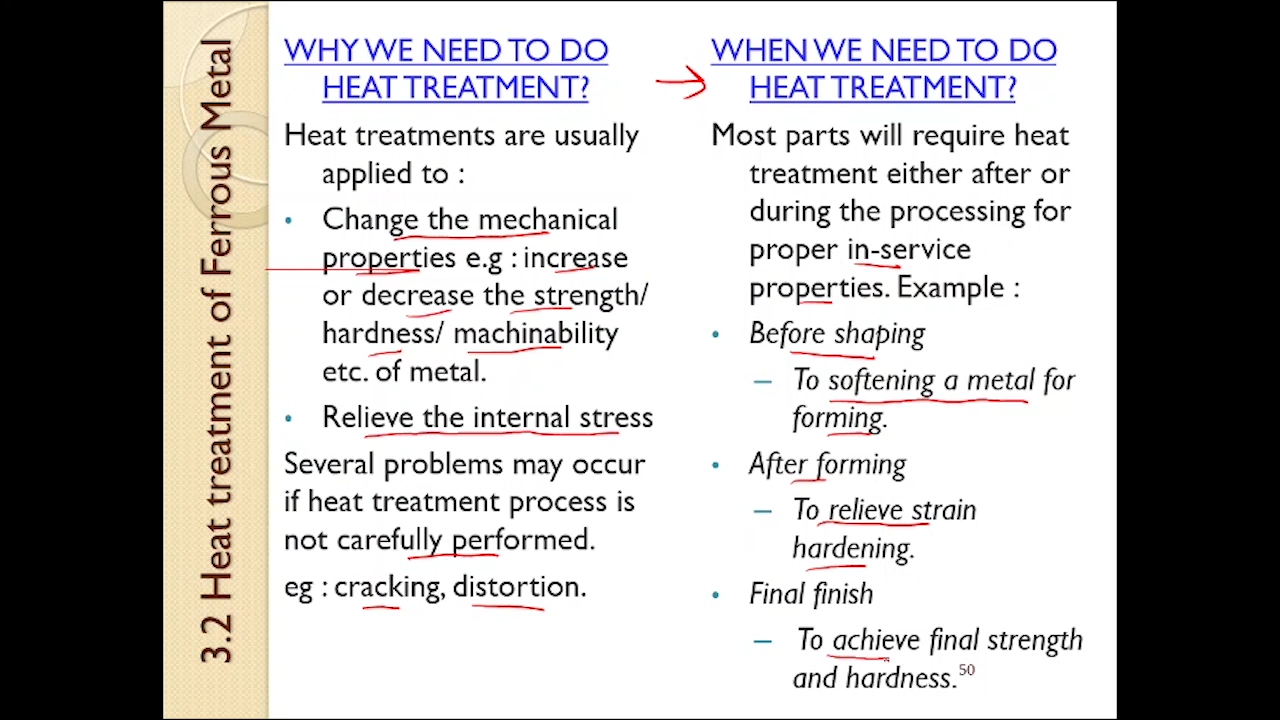 3.2 Heat treatment of Ferrous Metal
WHY WE NEED TO DO
HEAT TREATMENT?
Heat treatments are usually
applied to :
• Change the mechanical
properties e.g : increase
or decrease the strength/
hardness/ machinability
etc. of metal.
• Relieve the internal stress
Several problems may occur
if heat treatment process is
not carefully performed.
eg : cracking, distortion.
WHEN WE NEED TO DO
HEAT TREATMENT?
Most parts will require heat
treatment either after or
during the processing for
proper in-service
properties. Example :
• Before shaping
– To softening a metal for
forming.
• After forming
– To relieve strain
hardening.
• Final finish
– To achieve final strength
and hardness.
50